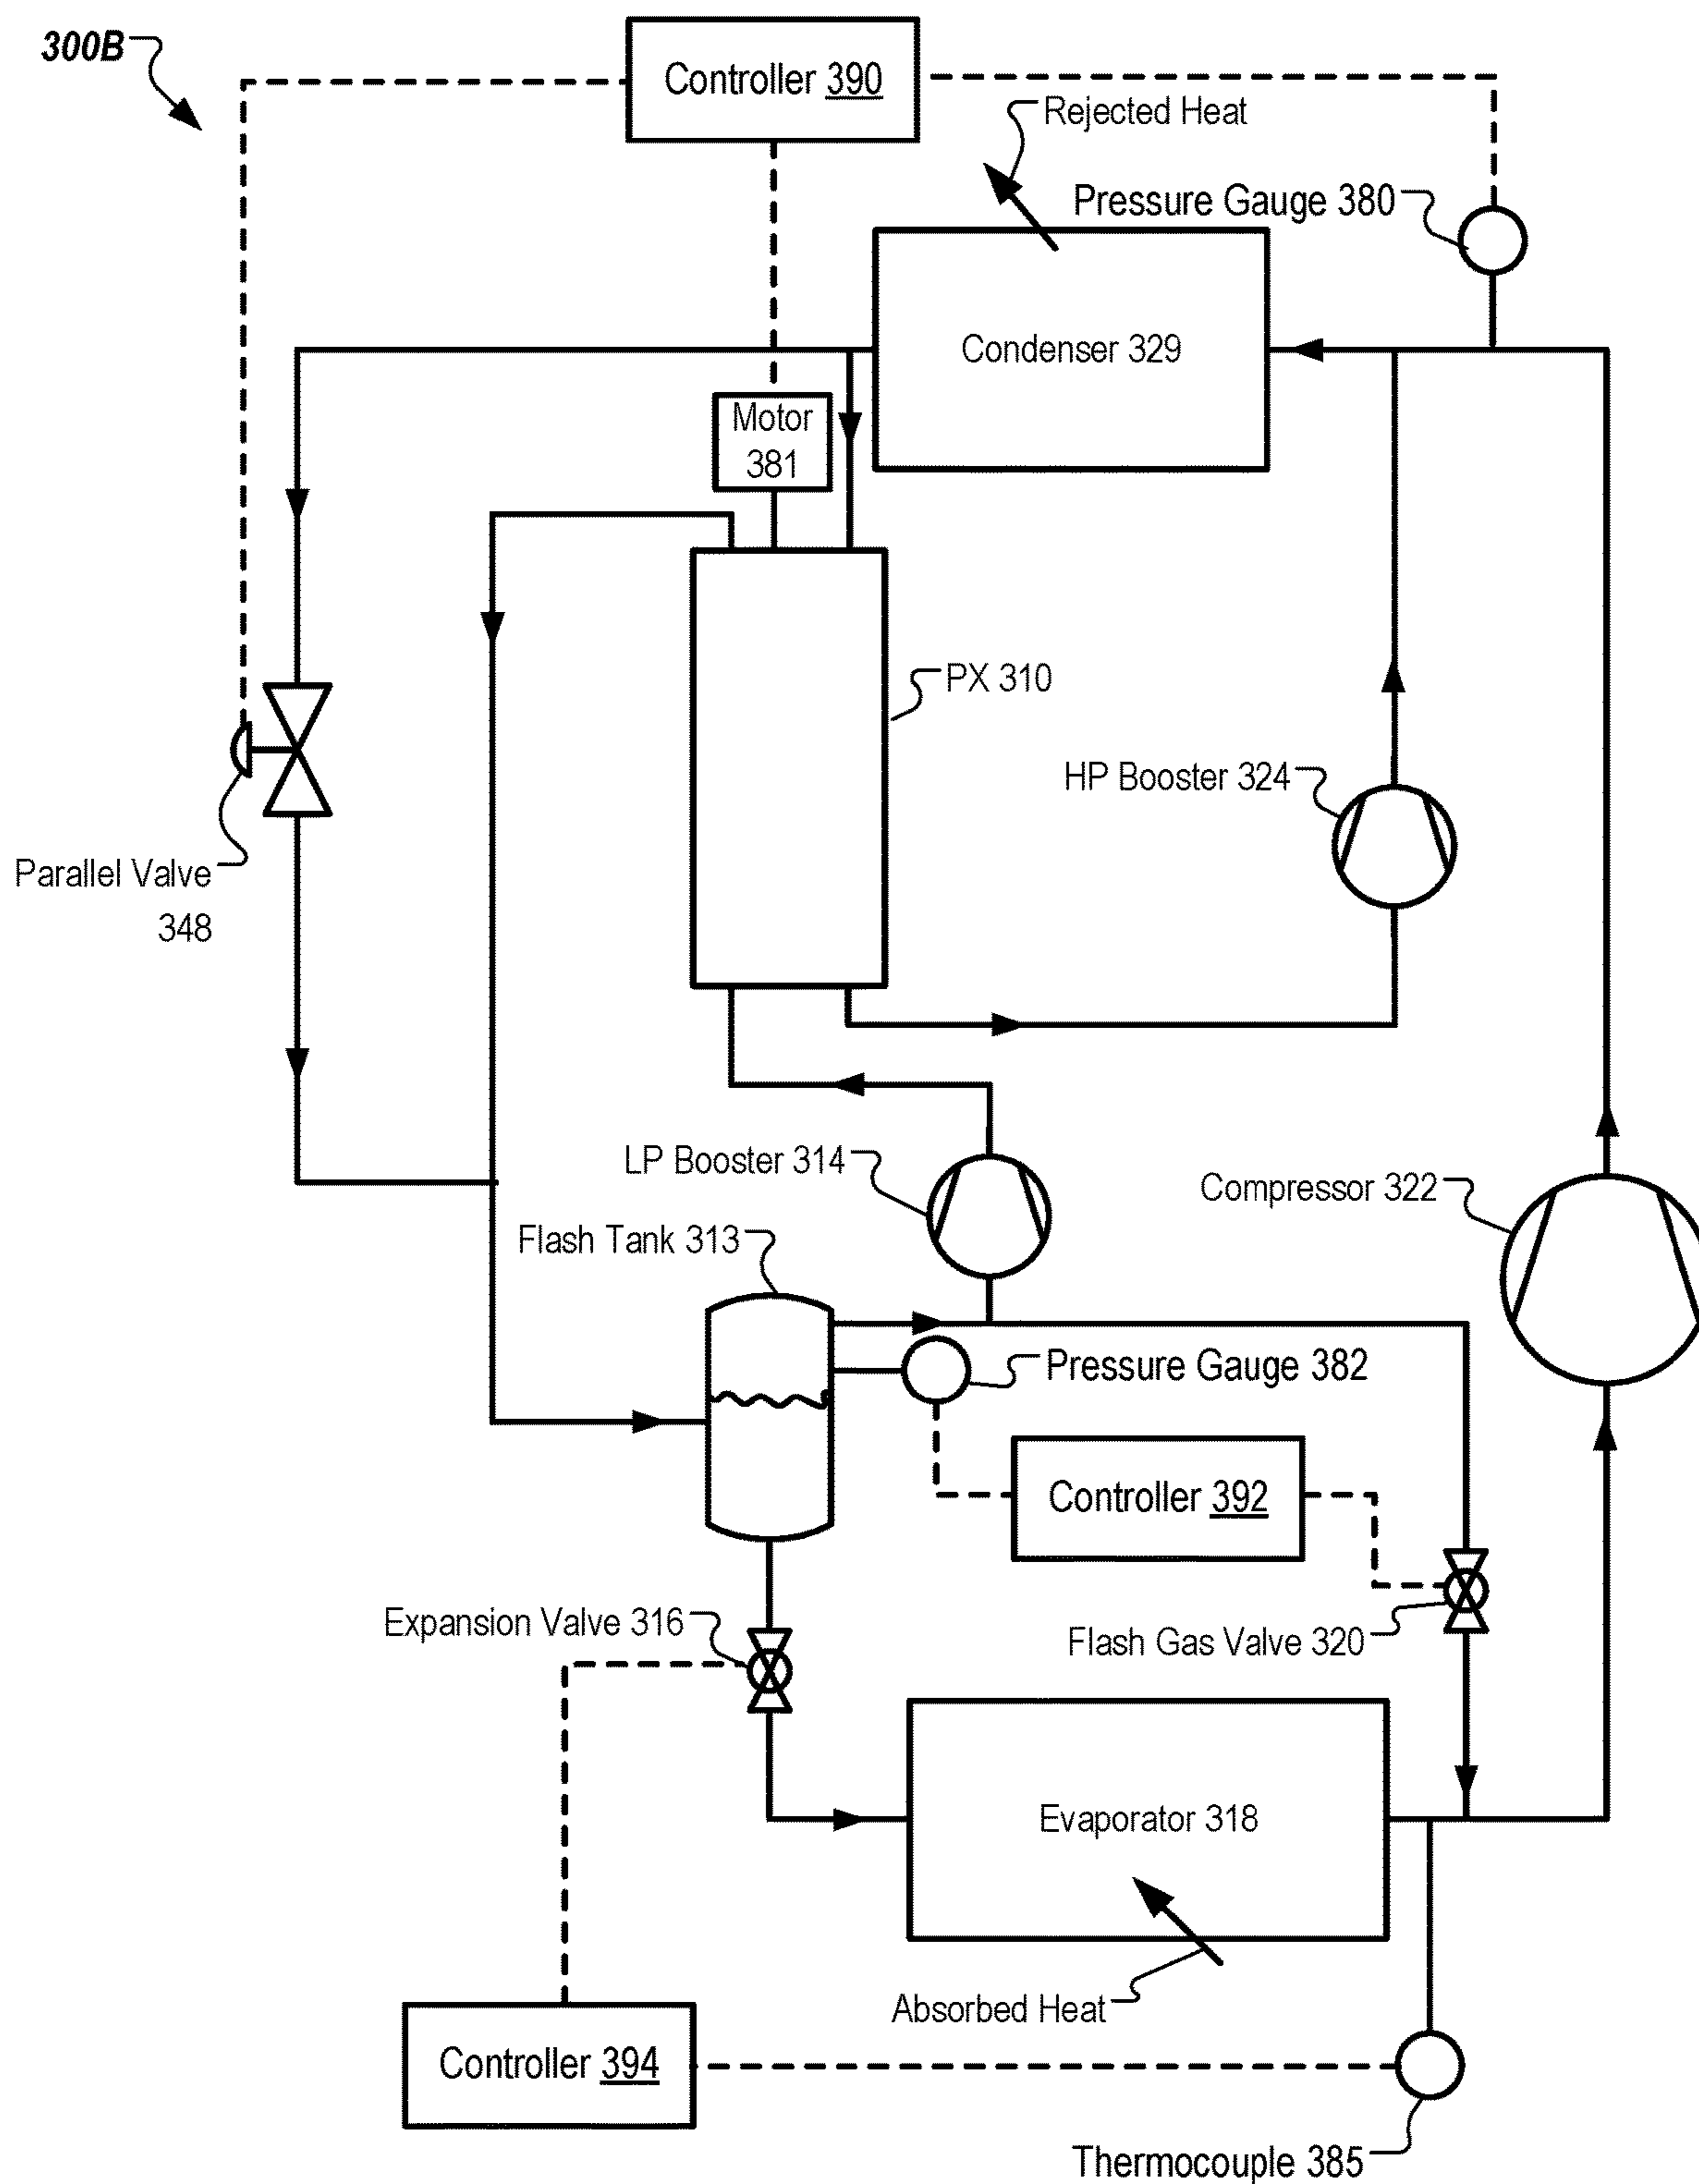 300B
Controller 390
Rejected Heat
Pressure Gauge 380
Condenser 329
Motor
381
PX 310
HP Booster 324
Parallel Valve
348
LP Booster 314
Compressor 322
Flash Tank 313
Pressure Gauge 382
Controller 392
Expansion Valve 316
Flash Gas Valve 320
Evaporator 318
Absorbed Heat
Controller 394
Thermocouple 385